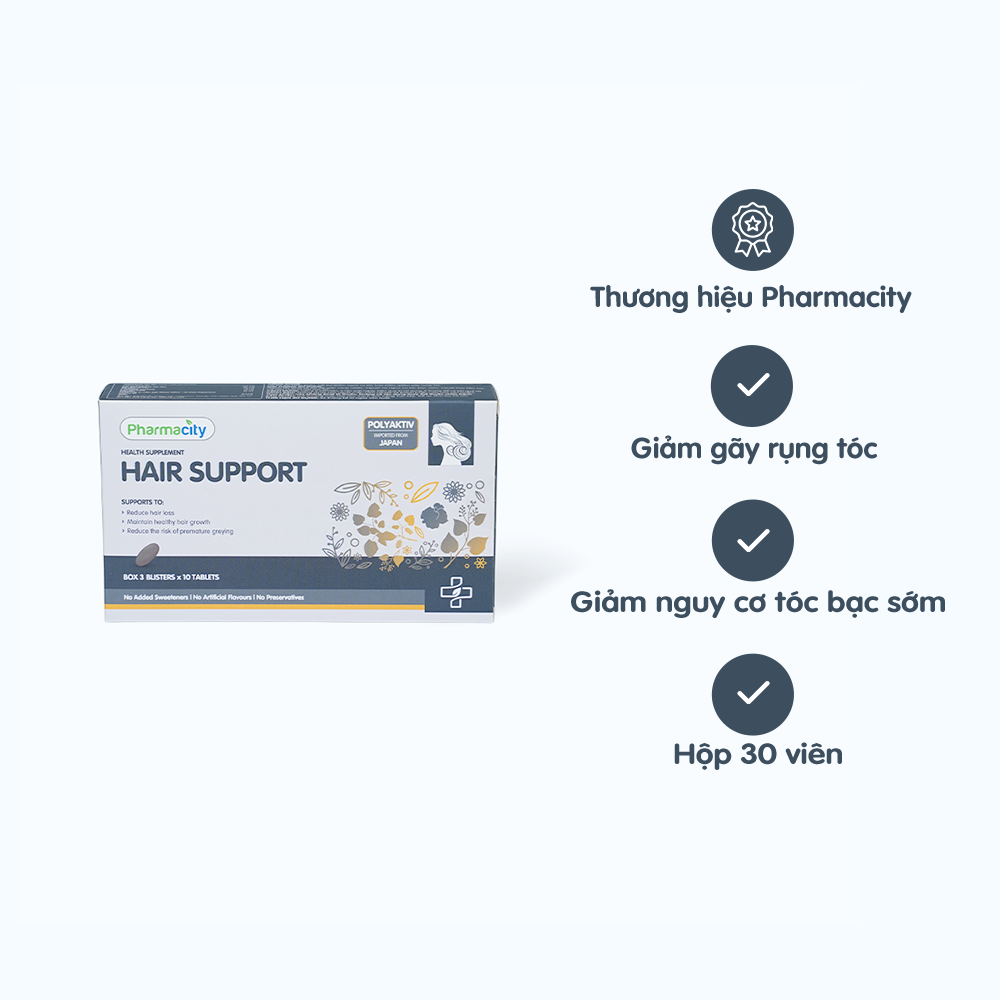 Thương hiệu Pharmacity
Giảm gãy rụng tóc
Giảm nguy cơ tóc bạc sớm
Hộp 30 viên
Pharmacity
HEALTH SUPPLEMENT
HAIR SUPPORT
SUPPORTS TO:
Reduce hair loss
Maintain healthy hair growth
Reduce the risk of premature greying
BOX 3 BLISTERS x 10 TABLETS
No Added Sweeteners | No Artificial Flavours | No Preservatives
POLYAKTIV
IMPORTED FROM
JAPAN